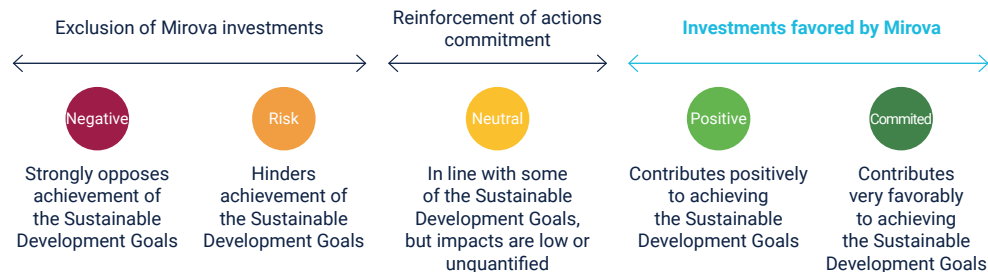 Exclusion of Mirova investments
Reinforcement of actions
commitment
Investments favored by Mirova
Negative
Risk
Neutral
Positive
Commited
Strongly opposes
achievement of
the Sustainable
Development Goals
Hinders
achievement of
the Sustainable
Development Goals
In line with some
of the Sustainable
Development Goals,
but impacts are low or
unquantified
Contributes positively
to achieving
the Sustainable
Development Goals
Contributes
very favorably
to achieving
the Sustainable
Development Goals